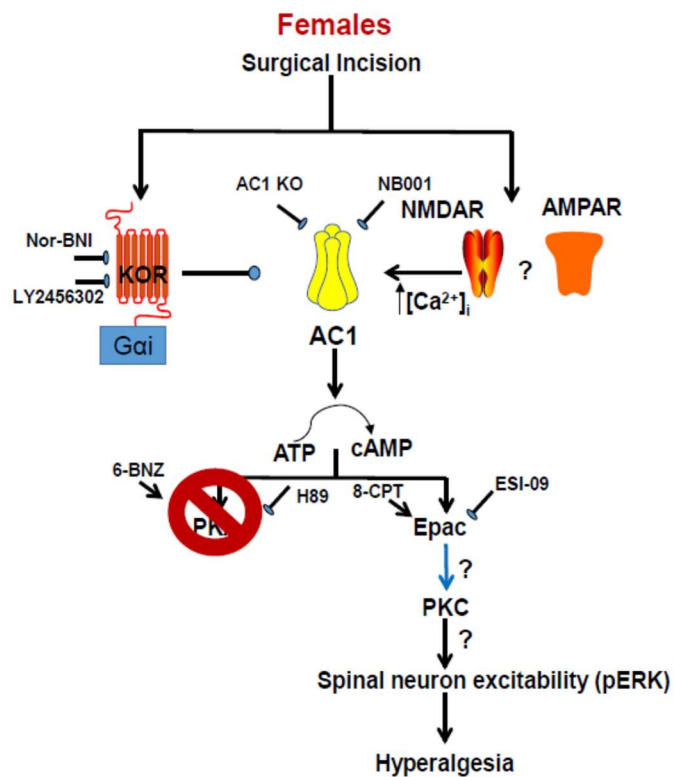 Females
Surgical Incision
AC1 KO
NB001
NMDAR
AMPAR
Nor-BNI
KOR
?
LY2456302
[Ca²⁺]i
Gαi
AC1
ATP
cAMP
6-BNZ
H89
8-CPT
ESI-09
PK
Epac
?
PKC
?
Spinal neuron excitability (pERK)
Hyperalgesia